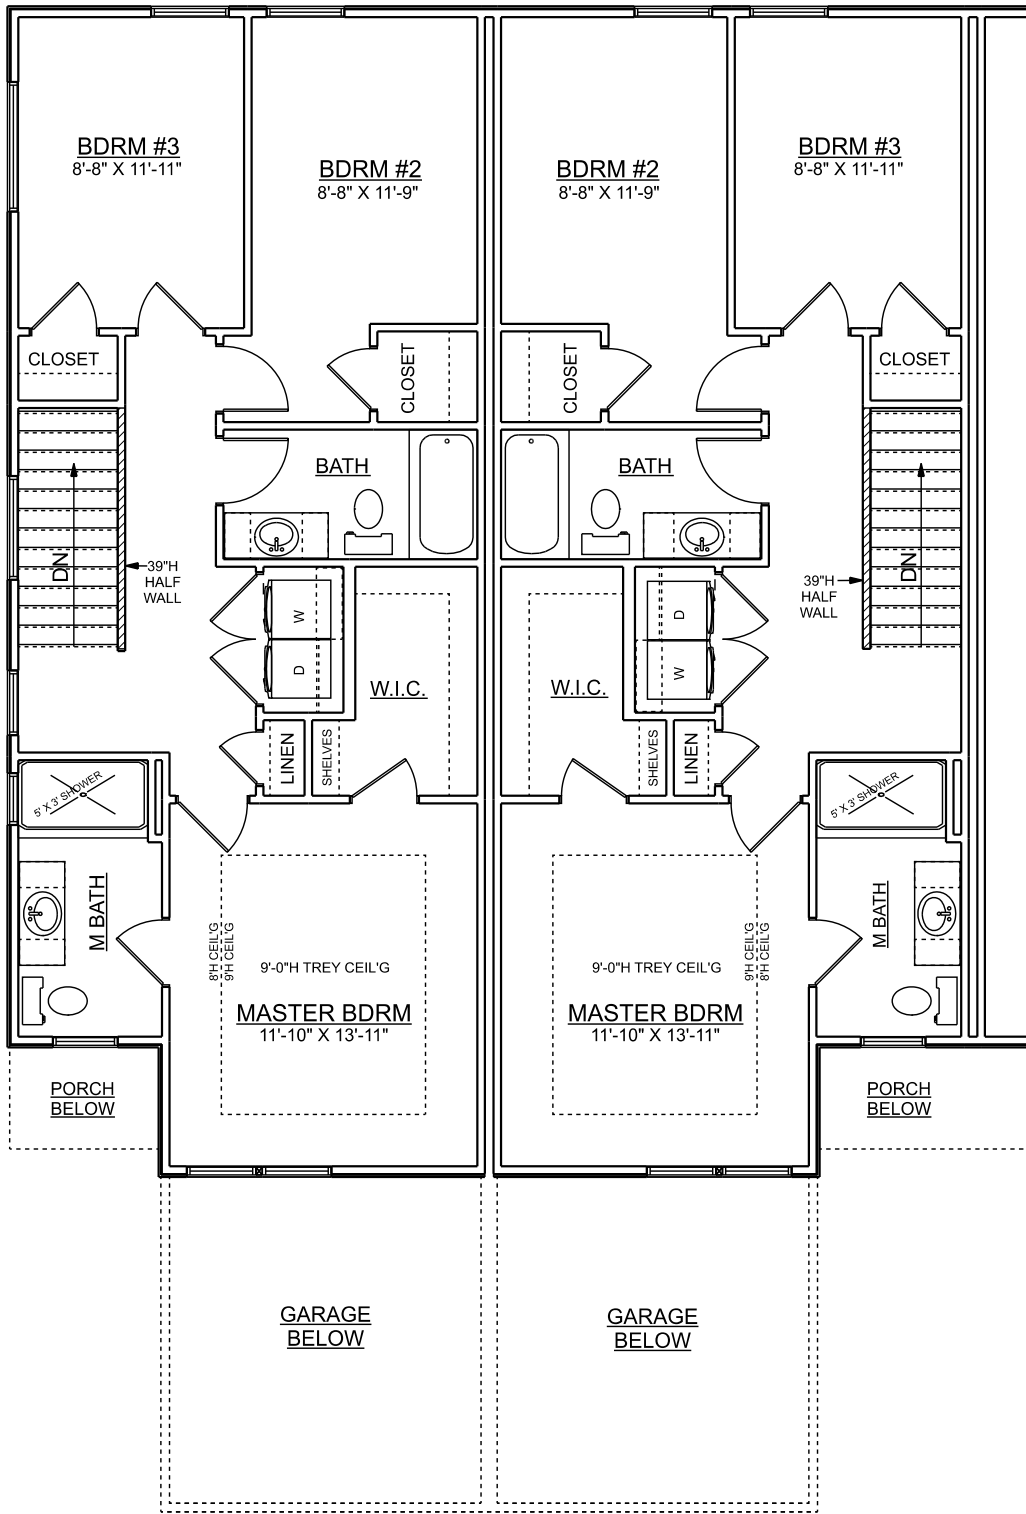 BDRM #3
8'-8" X 11'-11"
BDRM #2
8'-8" X 11'-9"
BDRM #2
8'-8" X 11'-9"
BDRM #3
8'-8" X 11'-11"
CLOSET
CLOSET
CLOSET
CLOSET
BATH
BATH
DN
39"H
HALF
WALL
W
D
D
W
39"H
HALF
WALL
DN
W.I.C.
W.I.C.
LINEN
SHELVES
SHELVES
LINEN
5' X 3' SHOWER
5' X 3' SHOWER
M BATH
8'H CEIL'G
9'H CEIL'G
9'-0"H TREY CEIL'G
MASTER BDRM
11'-10" X 13'-11"
9'-0"H TREY CEIL'G
MASTER BDRM
11'-10" X 13'-11"
9'H CEIL'G
8'H CEIL'G
M BATH
PORCH
BELOW
PORCH
BELOW
GARAGE
BELOW
GARAGE
BELOW